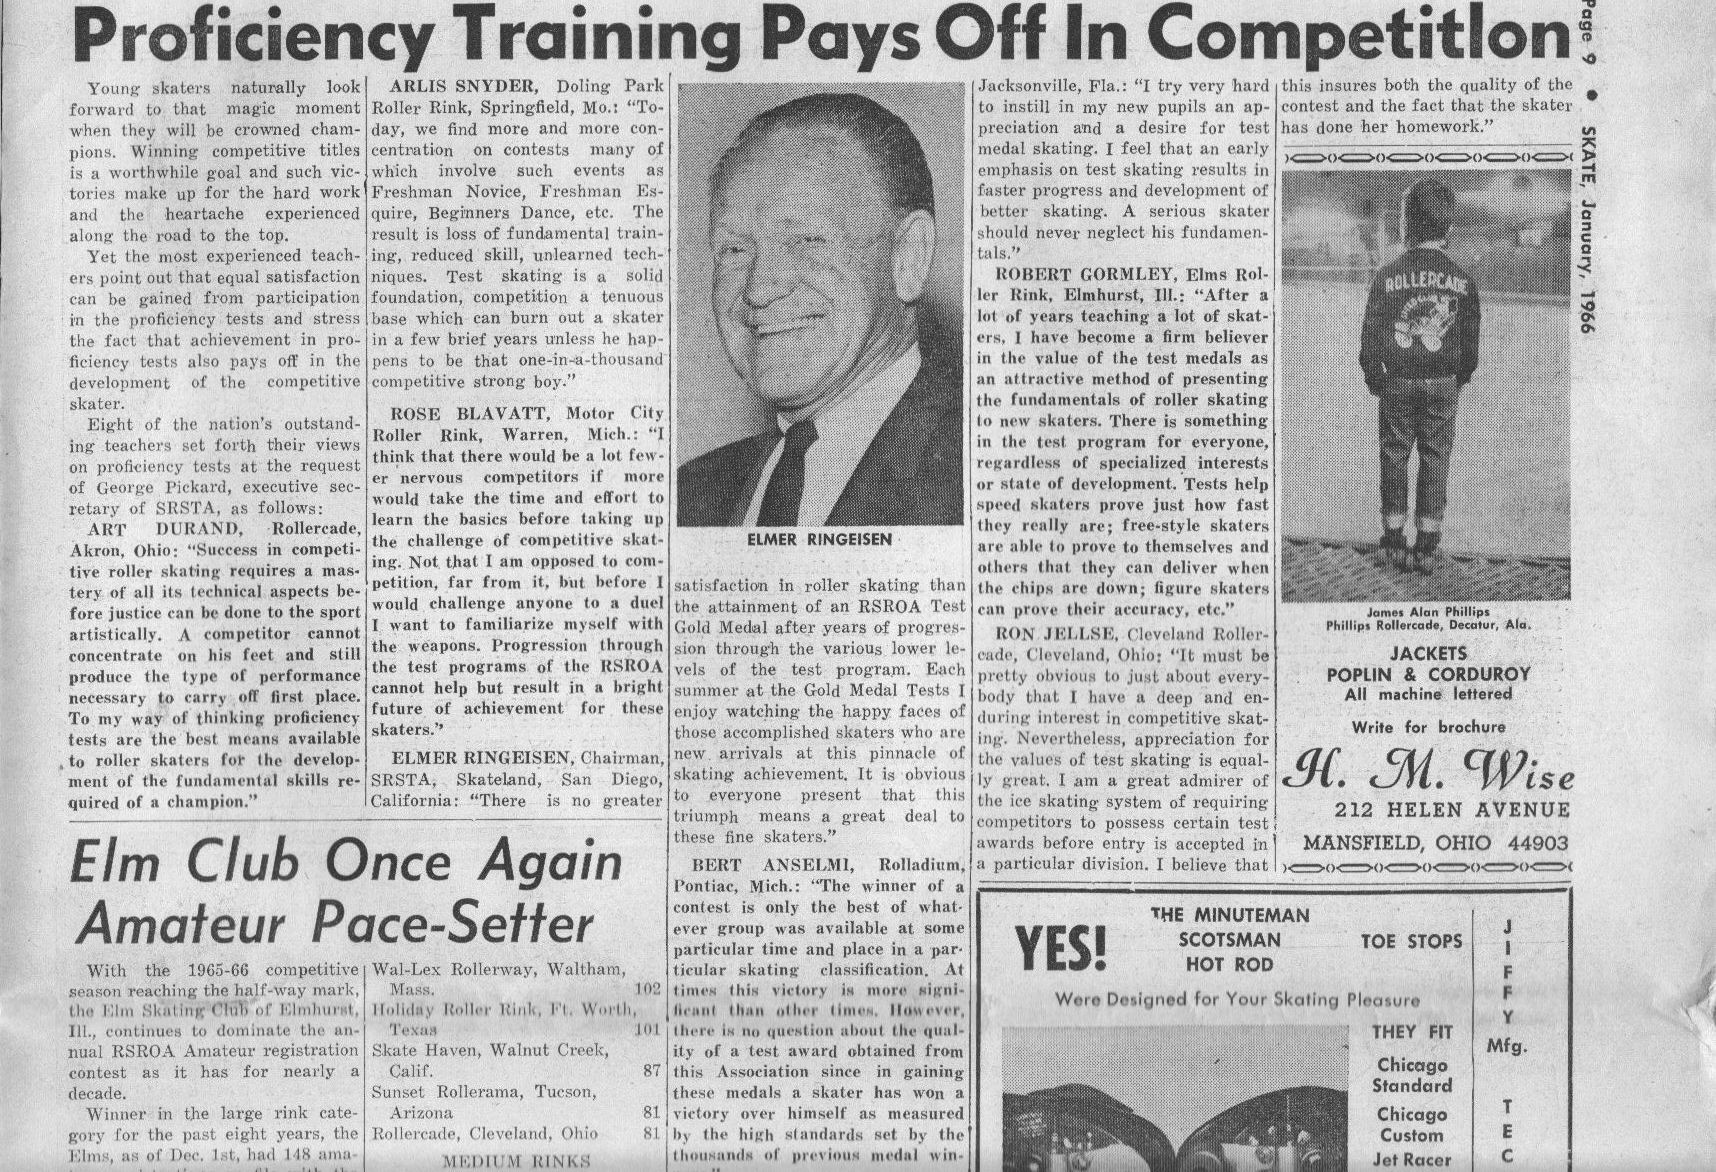 Proficiency Training Pays Off In Competition
Page 9 • SKATE, January, 1966
Young skaters naturally look
forward to that magic moment
when they will be crowned cham-
pions. Winning competitive titles
is a worthwhile goal and such vic-
tories make up for the hard work
and the heartache experienced
along the road to the top.
Yet the most experienced teach-
ers point out that equal satisfaction
can be gained from participation
in the proficiency tests and stress
the fact that achievement in pro-
ficiency tests also pays off in the
development of the competitive
skater.
Eight of the nation's outstand-
ing teachers set forth their views
on proficiency tests at the request
of George Pickard, executive sec-
retary of SRSTA, as follows:
ART DURAND, Rollercade,
Akron, Ohio: "Success in competi-
tive roller skating requires a mas-
tery of all its technical aspects be-
fore justice can be done to the sport
artistically. A competitor cannot
concentrate on his feet and still
produce the type of performance
necessary to carry off first place.
To my way of thinking proficiency
tests are the best means available
to roller skaters for the develop-
ment of the fundamental skills re-
quired of a champion."
ARLIS SNYDER, Doling Park
Roller Rink, Springfield, Mo.: "To-
day, we find more and more con-
centration on contests many of
which involve such events as
Freshman Novice, Freshman Es-
quire, Beginners Dance, etc. The
result is loss of fundamental train-
ing, reduced skill, unlearned tech-
niques. Test skating is a solid
foundation, competition a tenuous
base which can burn out a skater
in a few brief years unless he hap-
pens to be that one-in-a-thousand
competitive strong boy."
ROSE BLAVATT, Motor City
Roller Rink, Warren, Mich.: "I
think that there would be a lot few-
er nervous competitors if more
would take the time and effort to
learn the basics before taking up
the challenge of competitive skat-
ing. Not that I am opposed to com-
petition, far from it, but before I
would challenge anyone to a duel
I want to familiarize myself with
the weapons. Progression through
the test programs of the RSROA
cannot help but result in a bright
future of achievement for these
skaters."
ELMER RINGEISEN, Chairman,
SRSTA, Skateland, San Diego,
California: "There is no greater
ELMER RINGEISEN
satisfaction in roller skating than
the attainment of an RSROA Test
Gold Medal after years of progres-
sion through the various lower le-
vels of the test program. Each
summer at the Gold Medal Tests I
enjoy watching the happy faces of
those accomplished skaters who are
new arrivals at this pinnacle of
skating achievement. It is obvious
to everyone present that this
triumph means a great deal to
these fine skaters."
BERT ANSELMI, Rolladium,
Pontiac, Mich.: "The winner of a
contest is only the best of what-
ever group was available at some
particular time and place in a par-
ticular skating classification. At
times this victory is more signi-
ficant than other times. However,
there is no question about the qual-
ity of a test award obtained from
this Association since in gaining
these medals a skater has won a
victory over himself as measured
by the high standards set by the
thousands of previous medal win-
Jacksonville, Fla.: "I try very hard
to instill in my new pupils an ap-
preciation and a desire for test
medal skating. I feel that an early
emphasis on test skating results in
faster progress and development of
better skating. A serious skater
should never neglect his fundamen-
tals."
ROBERT GORMLEY, Elms Rol-
ler Rink, Elmhurst, Ill.: "After a
lot of years teaching a lot of skat-
ers, I have become a firm believer
in the value of the test medals as
an attractive method of presenting
the fundamentals of roller skating
to new skaters. There is something
in the test program for everyone,
regardless of specialized interests
or state of development. Tests help
speed skaters prove just how fast
they really are; free-style skaters
are able to prove to themselves and
others that they can deliver when
the chips are down; figure skaters
can prove their accuracy, etc."
RON JELLSE, Cleveland Roller-
cade, Cleveland, Ohio: "It must be
pretty obvious to just about every-
body that I have a deep and en-
during interest in competitive skat-
ing. Nevertheless, appreciation for
the values of test skating is equal-
ly great. I am a great admirer of
the ice skating system of requiring
competitors to possess certain test
awards before entry is accepted in
a particular division. I believe that
this insures both the quality of the
contest and the fact that the skater
has done her homework."
ROLLERCADE
James Alan Phillips
Phillips Rollercade, Decatur, Ala.
JACKETS
POPLIN & CORDUROY
All machine lettered
Write for brochure
H. M. Wise
212 HELEN AVENUE
MANSFIELD, OHIO 44903
Elm Club Once Again
Amateur Pace-Setter
With the 1965-66 competitive
season reaching the half-way mark,
the Elm Skating Club of Elmhurst,
Ill., continues to dominate the an-
nual RSROA Amateur registration
contest as it has for nearly a
decade.
Winner in the large rink cate-
gory for the past eight years, the
Elms, as of Dec. 1st, had 148 ama-
Wal-Lex Rollerway, Waltham,
Mass. 102
Holiday Roller Rink, Ft. Worth,
Texas 101
Skate Haven, Walnut Creek,
Calif. 87
Sunset Rollerama, Tucson,
Arizona 81
Rollercade, Cleveland, Ohio 81
MEDIUM RINKS
YES!
THE MINUTEMAN
SCOTSMAN
HOT ROD
TOE STOPS
Were Designed for Your Skating Pleasure
THEY FIT
Chicago
Standard
Chicago
Custom
Jet Racer
JIFFY
Mfg.
TEC